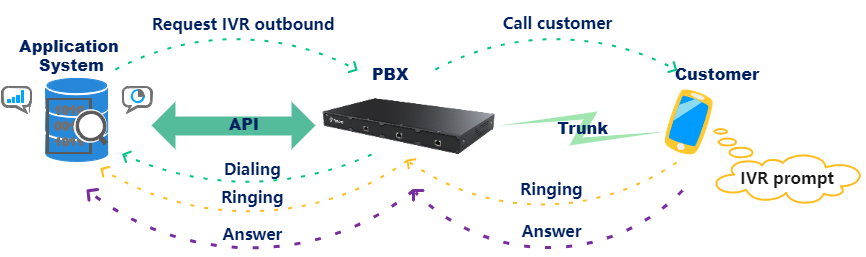 Request IVR outbound
Call customer
Application
System
PBX
Customer
API
Trunk
Dialing
Ringing
Ringing
IVR prompt
Answer
Answer